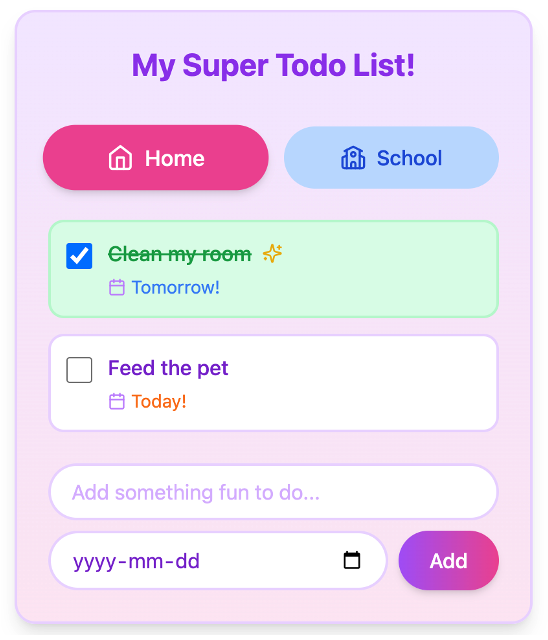 My Super Todo List!
Home
School
Clean my room
Tomorrow!
Feed the pet
Today!
Add something fun to do...
yyyy-mm-dd
Add